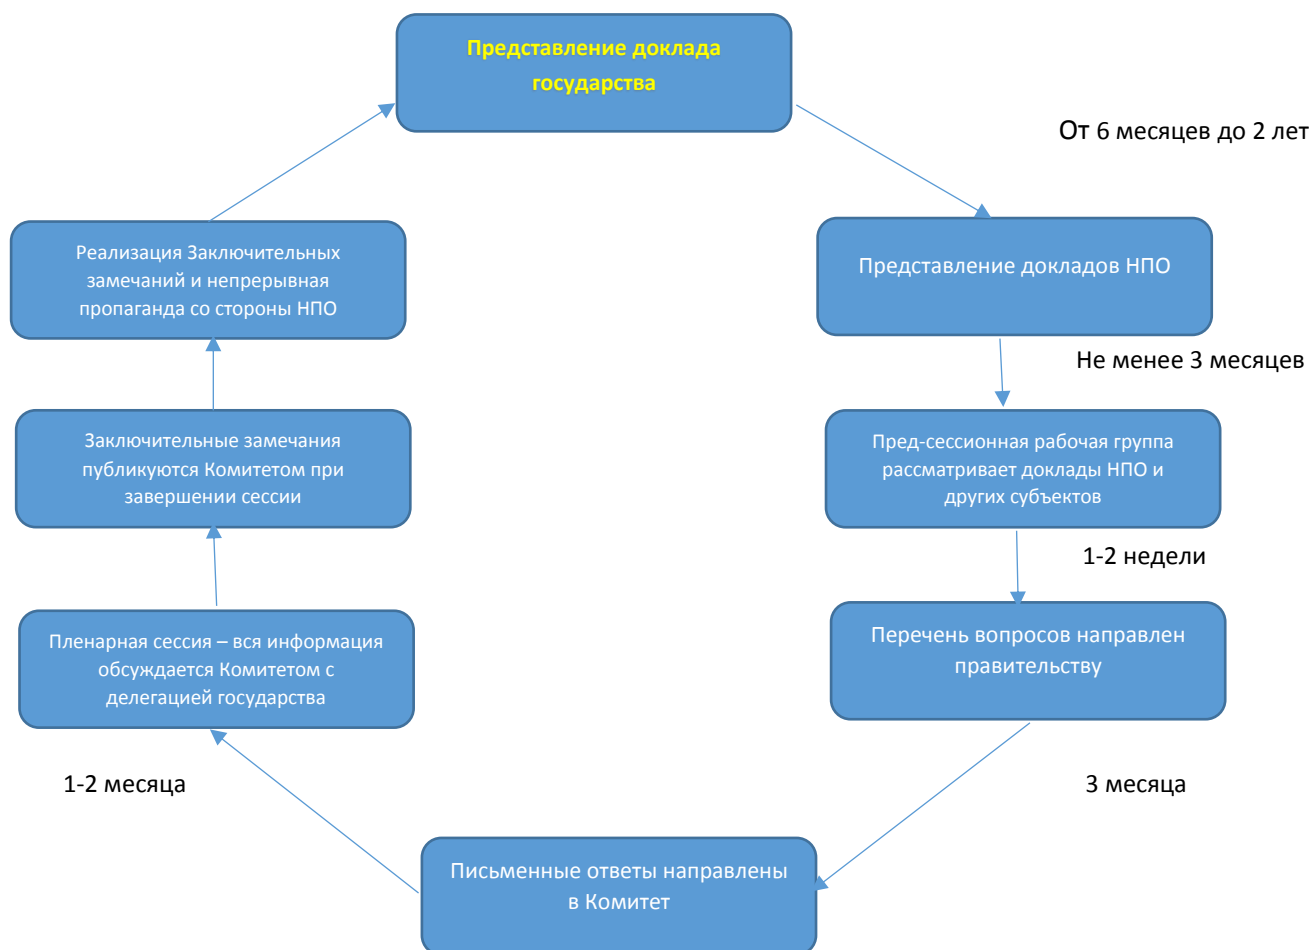 Представление доклада
государства
От 6 месяцев до 2 лет
Представление докладов НПО
Не менее 3 месяцев
Пред-сессионная рабочая группа
рассматривает доклады НПО и
других субъектов
1-2 недели
Перечень вопросов направлен
правительству
3 месяца
Письменные ответы направлены
в Комитет
1-2 месяца
Пленарная сессия – вся информация
обсуждается Комитетом с
делегацией государства
Заключительные замечания
публикуются Комитетом при
завершении сессии
Реализация Заключительных
замечаний и непрерывная
пропаганда со стороны НПО